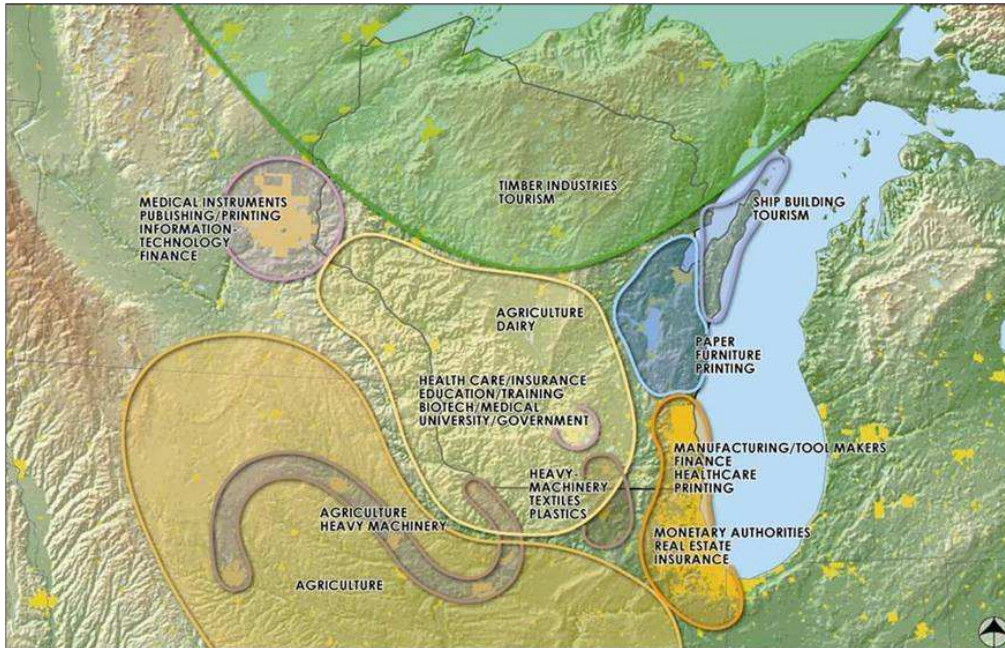 TIMBER INDUSTRIES
TOURISM
MEDICAL INSTRUMENTS
PUBLISHING/PRINTING
INFORMATION-
TECHNOLOGY
FINANCE
SHIP BUILDING
TOURISM
AGRICULTURE
DAIRY
PAPER
FURNITURE
PRINTING
HEALTH CARE/INSURANCE
EDUCATION/TRAINING
BIOTECH/MEDICAL
UNIVERSITY/GOVERNMENT
MANUFACTURING/TOOL MAKERS
FINANCE
HEALTHCARE
PRINTING
HEAVY-
MACHINERY
TEXTILES
PLASTICS
AGRICULTURE
HEAVY MACHINERY
MONETARY AUTHORITIES
REAL ESTATE
INSURANCE
AGRICULTURE